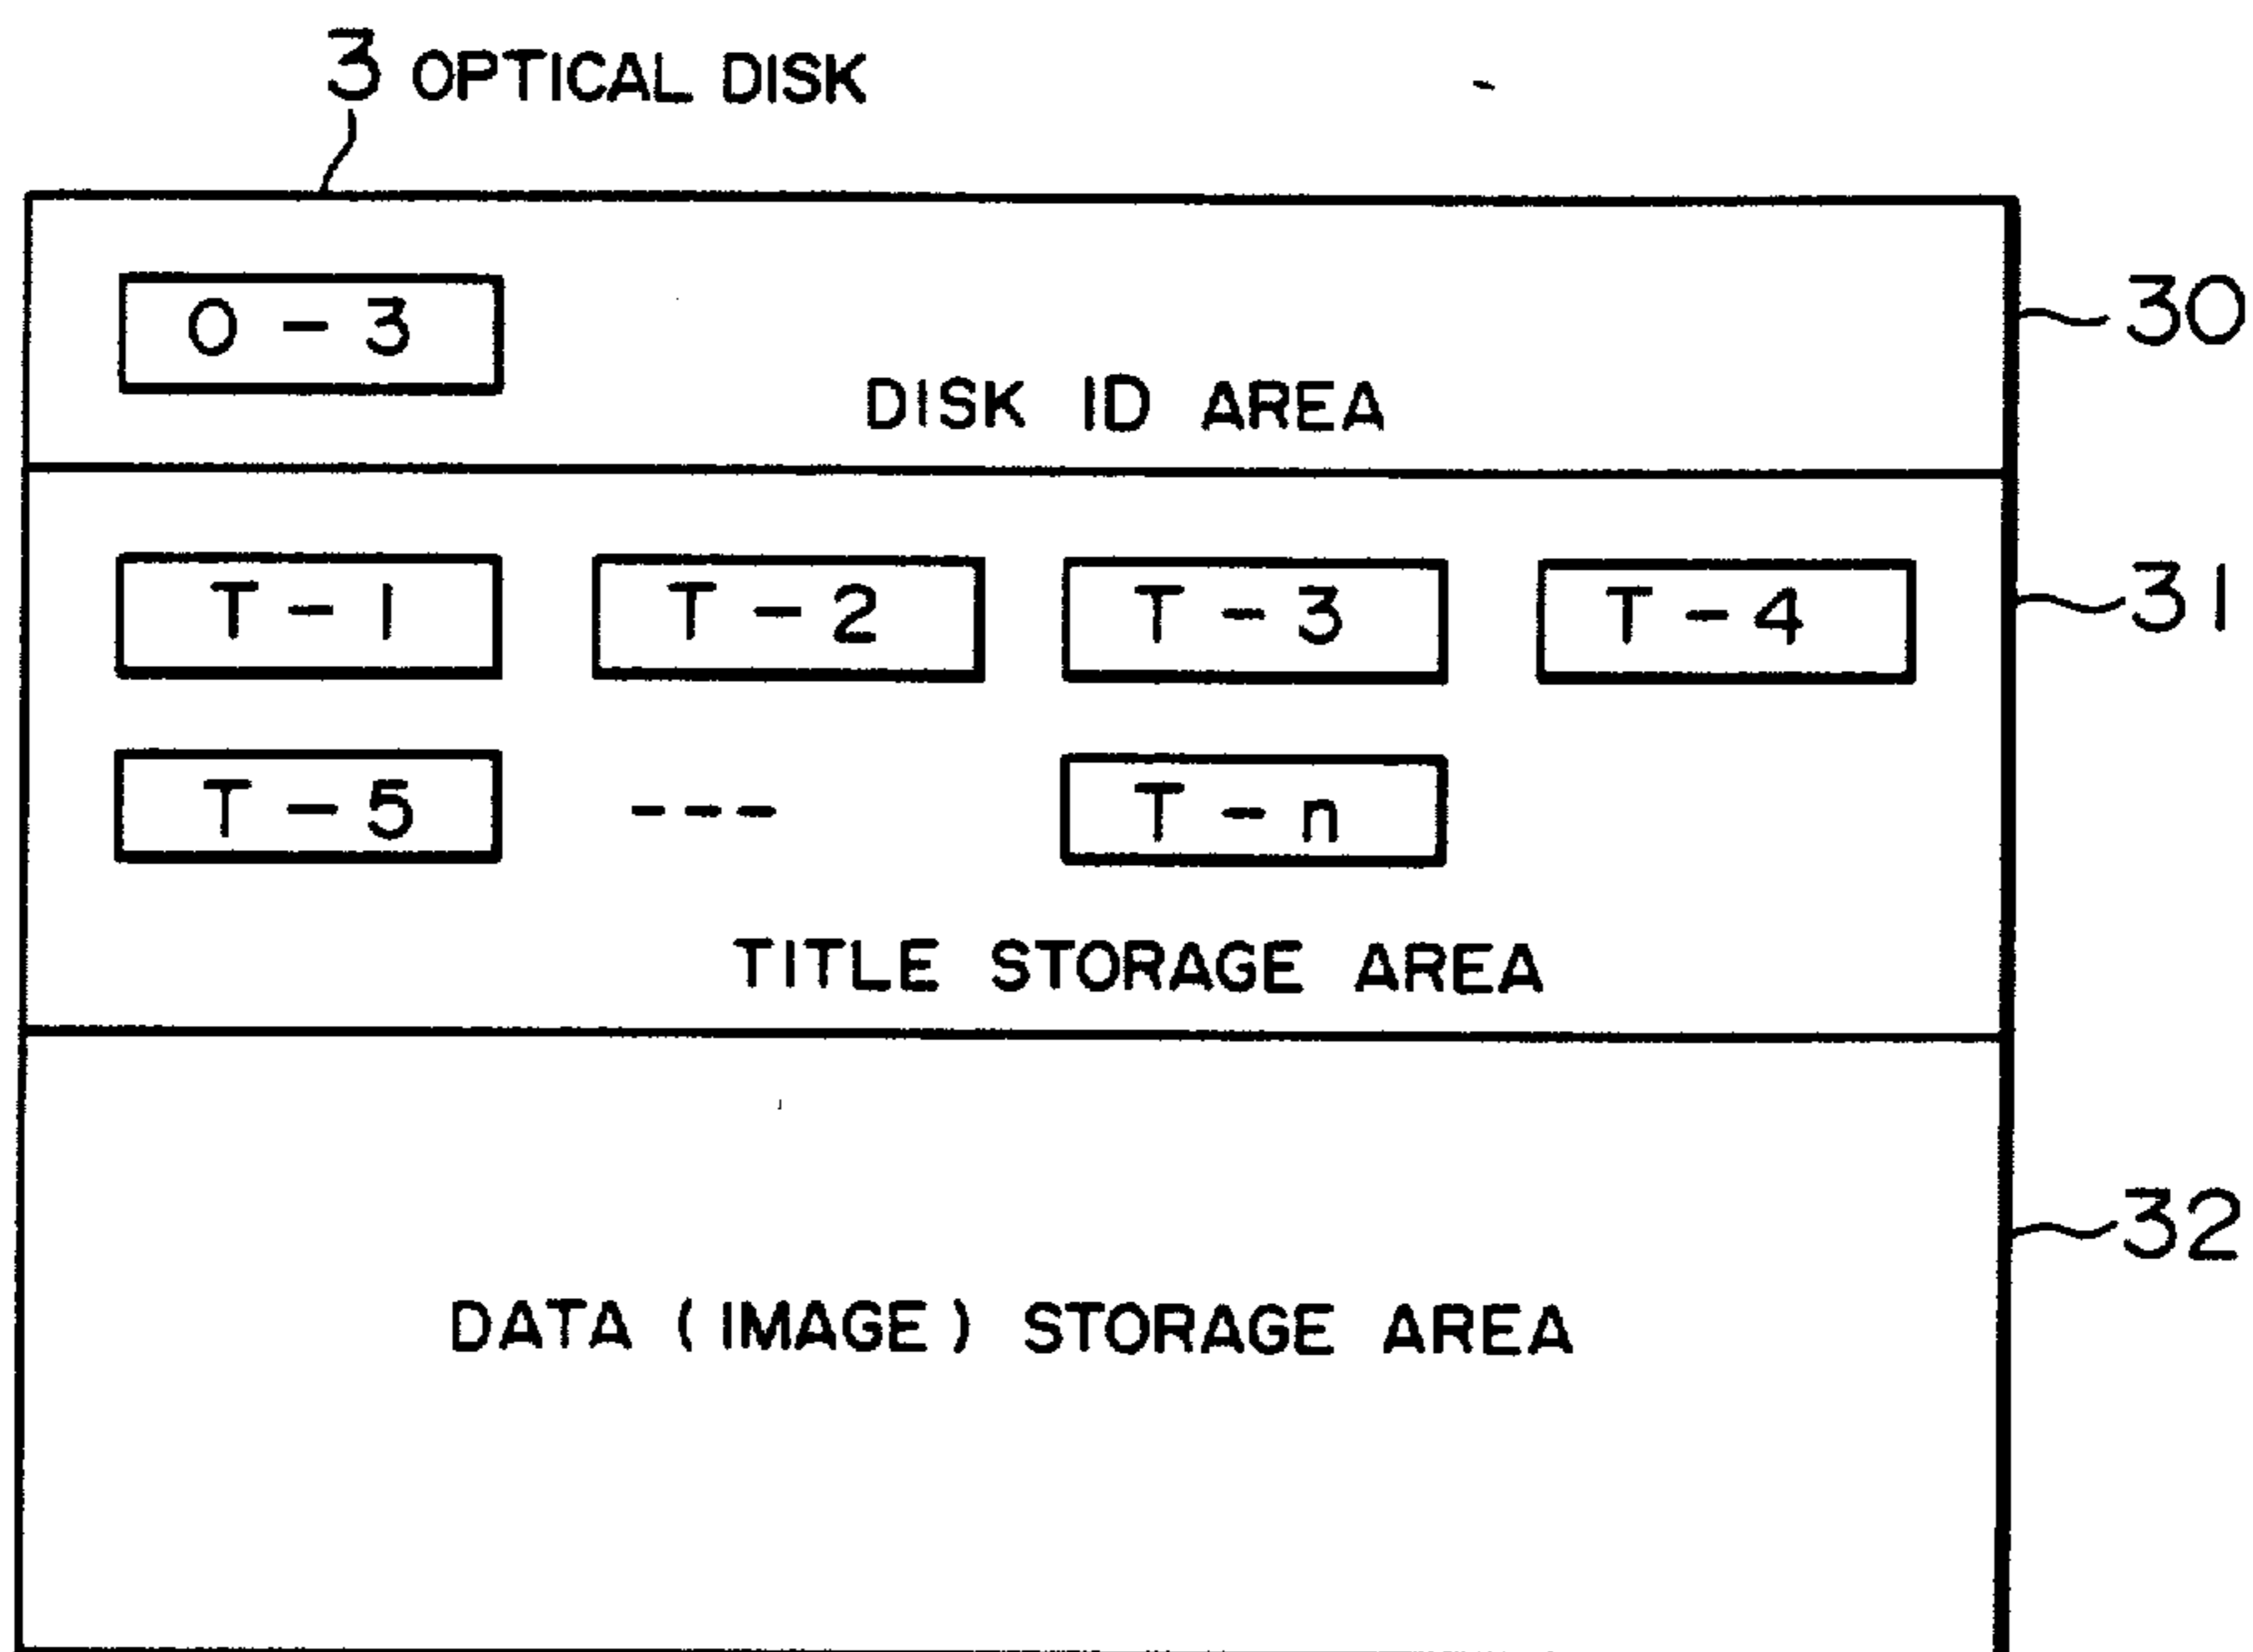 3 OPTICAL DISK
O-3
30
DISK ID AREA
T-1 T-2 T-3 T-4
31
T-5 --- T-n
TITLE STORAGE AREA
32
DATA (IMAGE) STORAGE AREA